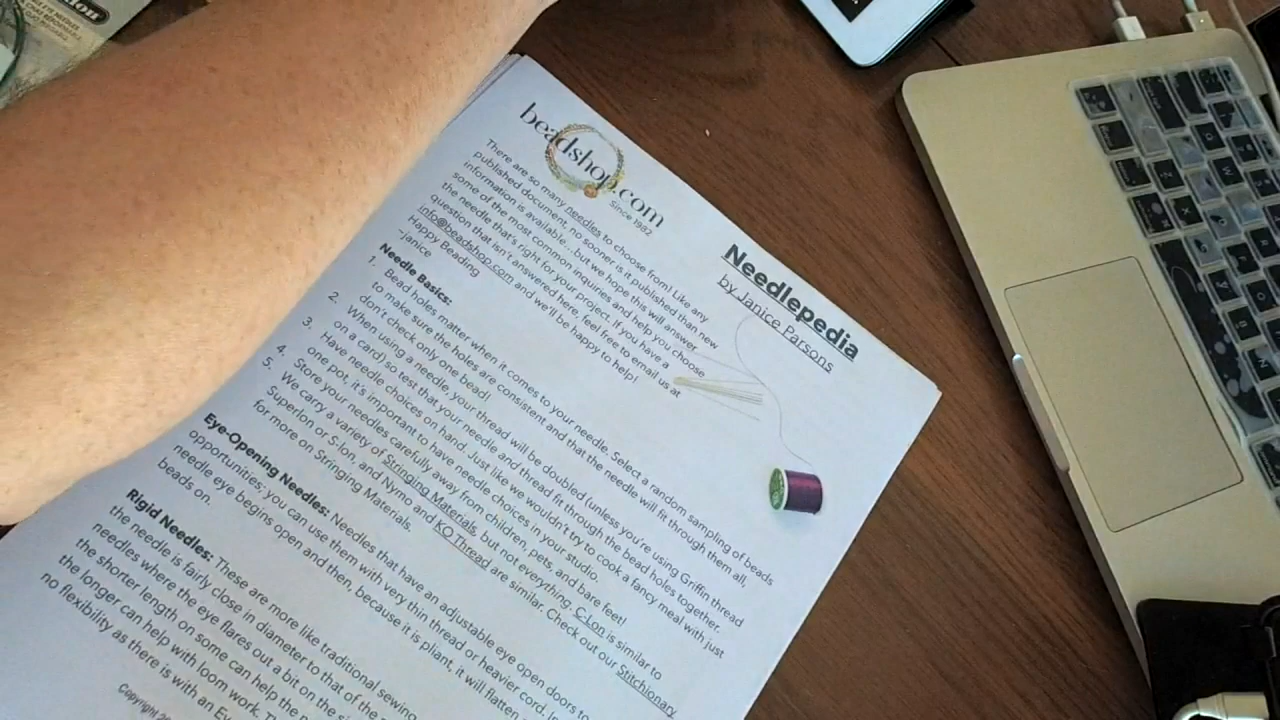 beadshop.com
Since 1992
Needlepedia
by Janice Parsons
There are so many needles to choose from! Like any
published document, no sooner is it published than new
information is available...but we hope this will answer
some of the most common inquiries and help you choose
the needle that's right for your project. If you have a
question that isn't answered here, feel free to email us at
info@beadshop.com and we'll be happy to help!
Happy Beading
~janice
Needle Basics:
1. Bead holes matter when it comes to your needle. Select a random sampling of beads
to make sure the holes are consistent and that the needle will fit through them all,
don't check only one bead!
2. When using a needle, your thread will be doubled (unless you're using Griffin thread
on a card) so test that your needle and thread fit through the bead holes together.
3. Have needle choices on hand. Just like we wouldn't try to cook a fancy meal with just
one pot, it's important to have needle choices in your studio.
4. Store your needles carefully away from children, pets, and bare feet!
5. We carry a variety of Stringing Materials, but not everything. C-Lon is similar to
Superlon or S-lon, and Nymo and KO Thread are similar. Check out our Stitchionary
for more on Stringing Materials.
Eye-Opening Needles: Needles that have an adjustable eye open doors to
opportunities; you can use them with very thin thread or heavier cord.
needle eye begins open and then, because it is pliant, it will flatten
beads on.
Rigid Needles: These are more like traditional sewing
the needle is fairly close in diameter to that of the
needles where the eye flares out a bit on the
the shorter length on some can help the
the longer can help with loom work.
no flexibility as there is with an
Copyright